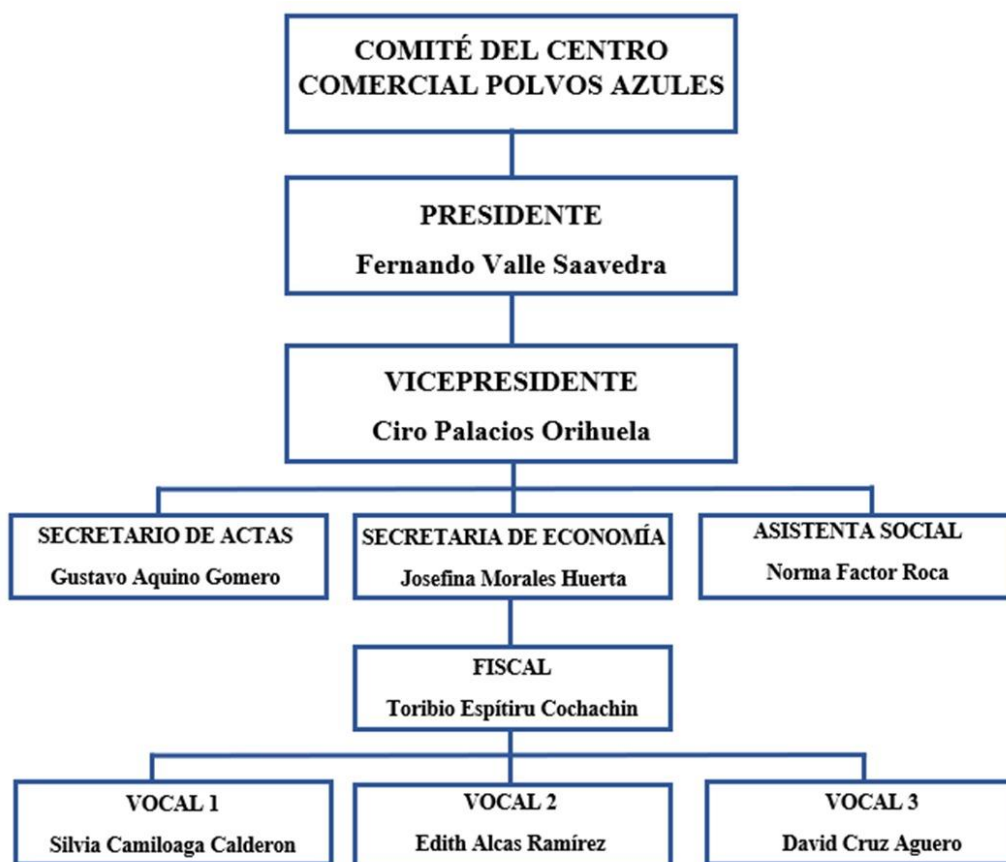 COMITÉ DEL CENTRO
COMERCIAL POLVOS AZULES
PRESIDENTE
Fernando Valle Saavedra
VICEPRESIDENTE
Ciro Palacios Orihuela
SECRETARIO DE ACTAS
Gustavo Aquino Gomero
SECRETARIA DE ECONOMÍA
Josefina Morales Huerta
ASISTENTA SOCIAL
Norma Factor Roca
FISCAL
Toribio Espítiru Cochachin
VOCAL 1
Silvia Camiloaga Calderon
VOCAL 2
Edith Alcas Ramírez
VOCAL 3
David Cruz Aguero